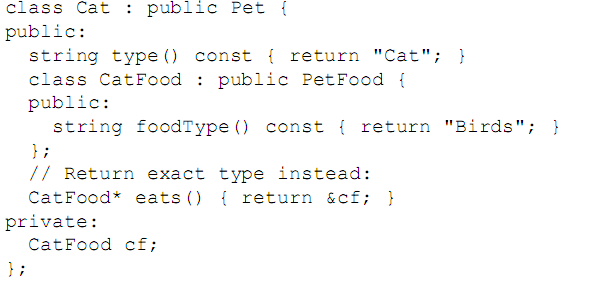 class Cat : public Pet {
public:
  string type() const { return "Cat"; }
  class CatFood : public PetFood {
  public:
    string foodType() const { return "Birds"; }
  };
  // Return exact type instead:
  CatFood* eats() { return &cf; }
private:
  CatFood cf;
};